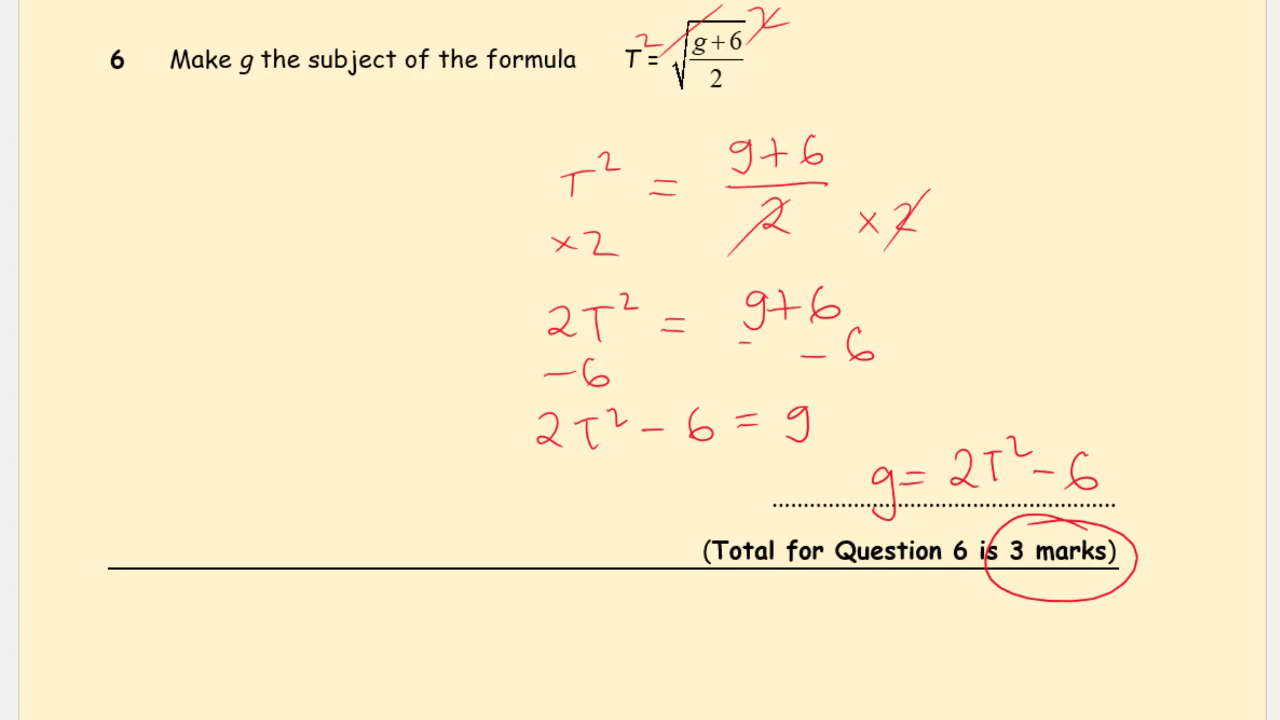 6 Make g the subject of the formula T² = √((g+6)/2) ²
T² = (g+6)/2 × 2
×2
2T² = g+6
- - 6
-6
2T² - 6 = g
g = 2T² - 6
(Total for Question 6 is 3 marks)